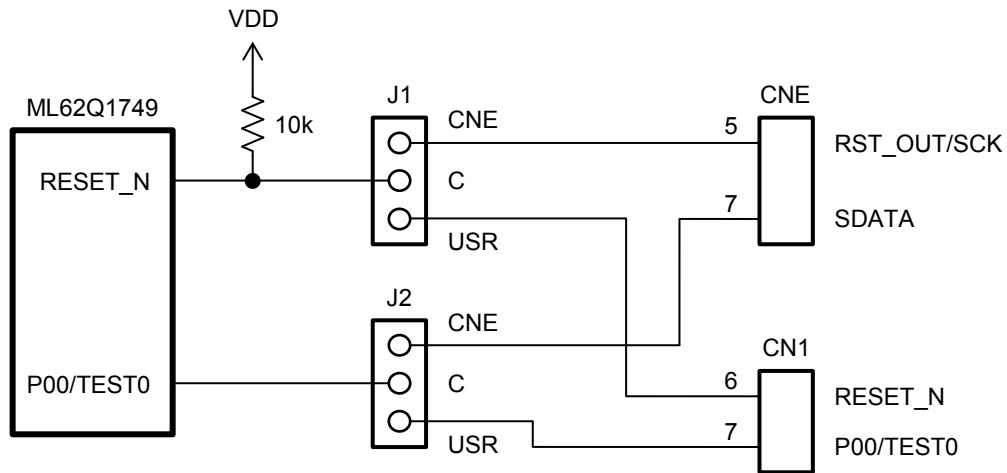 VDD
ML62Q1749
10k
RESET_N
P00/TEST0
J1
CNE
C
USR
J2
CNE
C
USR
CNE
5
RST_OUT/SCK
7
SDATA
CN1
6
RESET_N
7
P00/TEST0